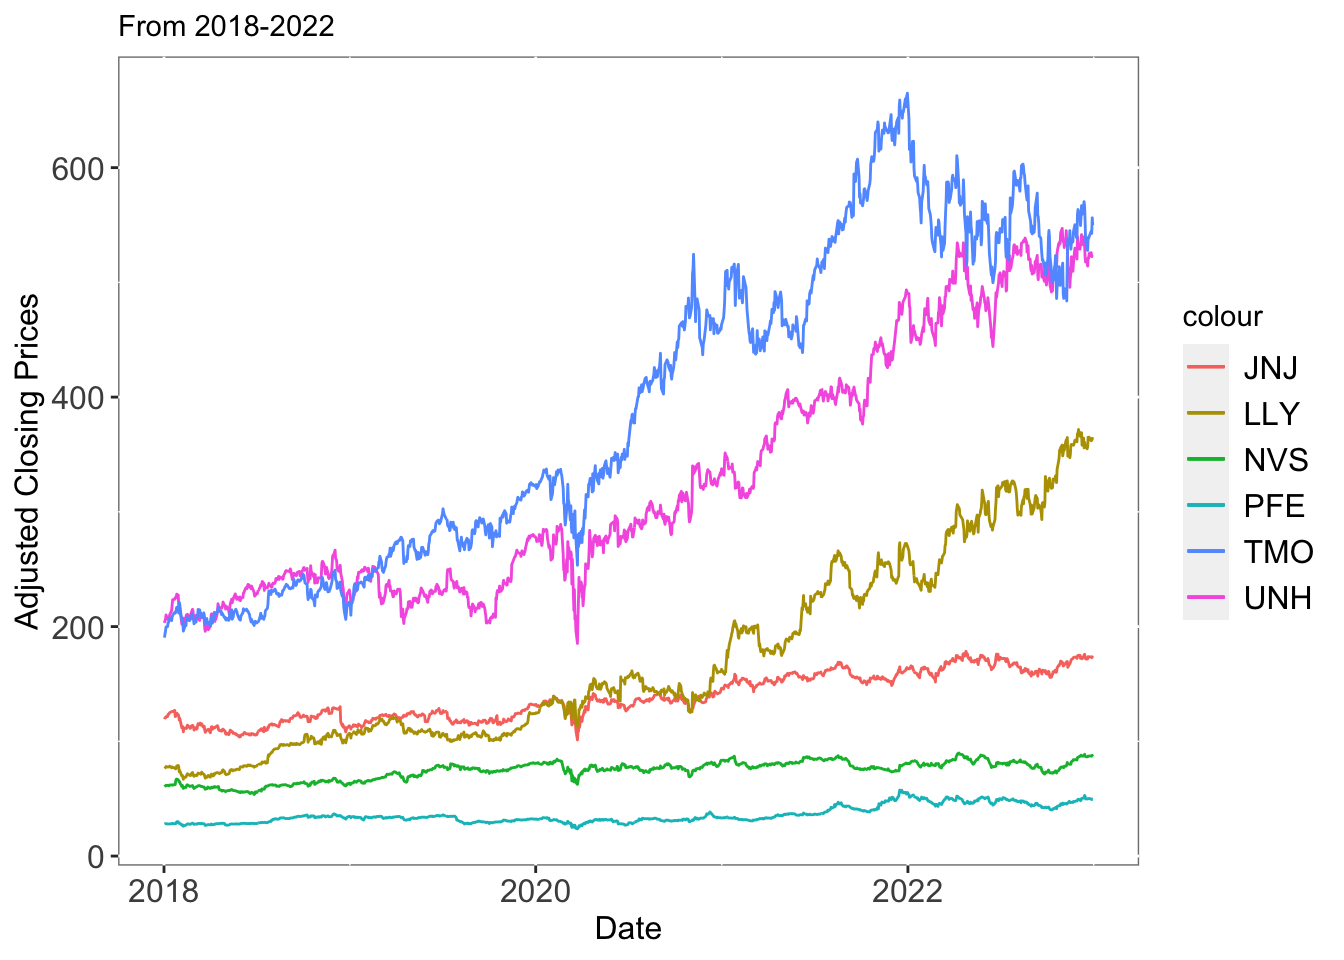 From 2018-2022
Adjusted Closing Prices
600
400
200
0
2018 2020 2022
Date
colour
JNJ
LLY
NVS
PFE
TMO
UNH